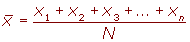 x̄ = (x₁ + x₂ + x₃ + ... + xₙ) / N